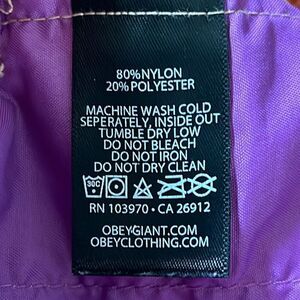 80%NYLON
20%POLYESTER
MACHINE WASH COLD
SEPERATELY, INSIDE OUT
TUMBLE DRY LOW
DO NOT BLEACH
DO NOT IRON
DO NOT DRY CLEAN
30C
RN 103970 • CA 26912
OBEYGIANT.COM
OBEYCLOTHING.COM